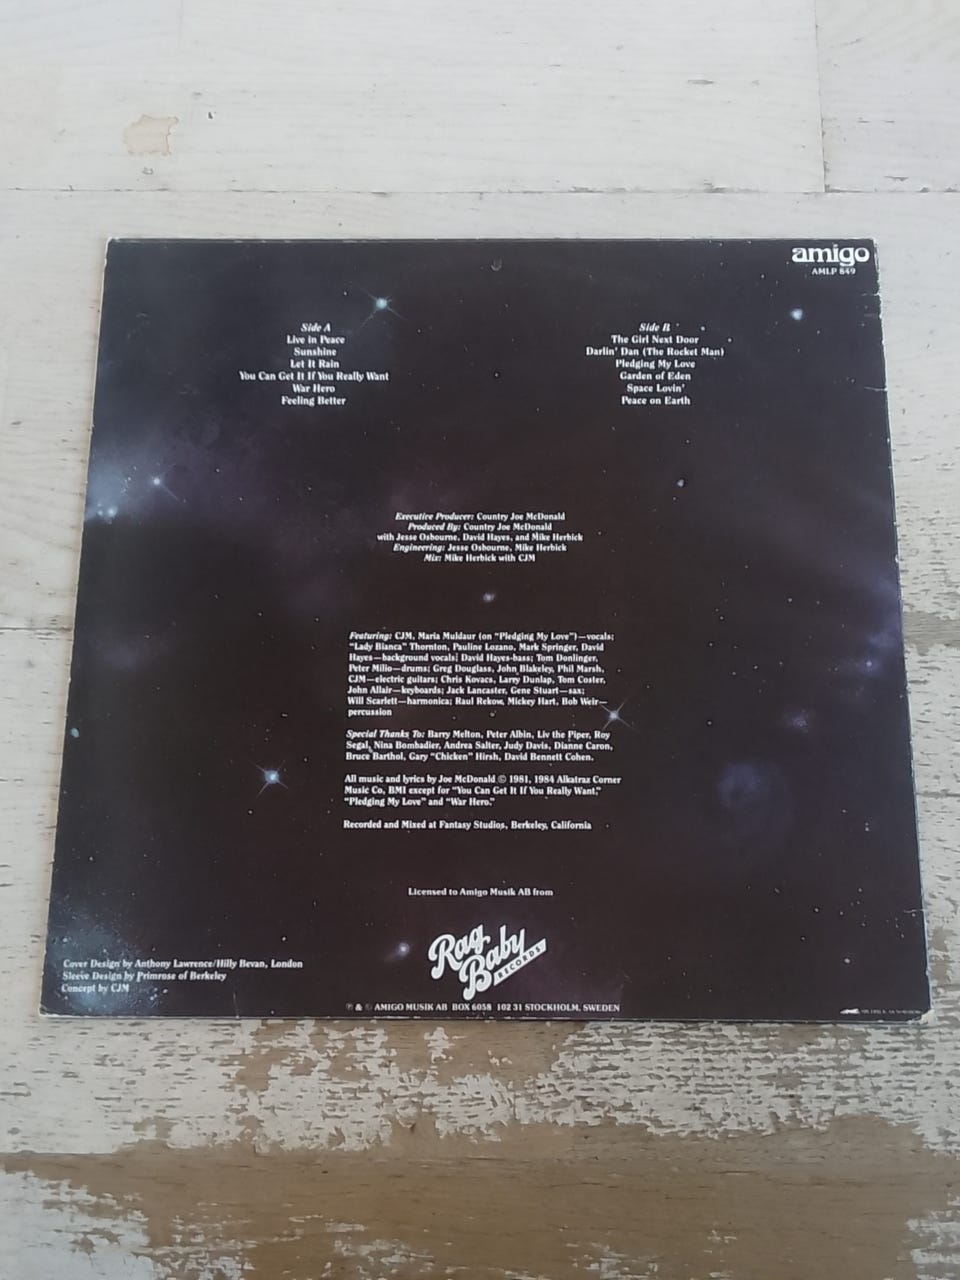 amigo
AMLP 849
Side A
Live in Peace
Sunshine
Let It Rain
You Can Get It If You Really Want
War Hero
Feeling Better
Side B
The Girl Next Door
Darlin' Dan (The Rocket Man)
Pledging My Love
Garden of Eden
Space Lovin'
Peace on Earth
Executive Producer: Country Joe McDonald
Produced By: Country Joe McDonald
with Jesse Osbourne, David Hayes, and Mike Herbick
Engineering: Jesse Osbourne, Mike Herbick
Mix: Mike Herbick with CJM
Featuring: CJM, Maria Muldaur (on "Pledging My Love")—vocals;
"Lady Bianca" Thornton, Pauline Lozano, Mark Springer, David
Hayes—background vocals; David Hayes-bass; Tom Donlinger,
Peter Milio—drums; Greg Douglass, John Blakeley, Phil Marsh,
CJM—electric guitars; Chris Kovacs, Larry Dunlap, Tom Coster,
John Allair—keyboards; Jack Lancaster, Gene Stuart—sax;
Will Scarlett—harmonica; Raul Rekow, Mickey Hart, Bob Weir—
percussion
Special Thanks To: Barry Melton, Peter Albin, Liv the Piper, Roy
Segal, Nina Bombadier, Andrea Salter, Judy Davis, Dianne Caron,
Bruce Barthol, Gary "Chicken" Hirsh, David Bennett Cohen.
All music and lyrics by Joe McDonald © 1981, 1984 Alkatraz Corner
Music Co, BMI except for "You Can Get It If You Really Want,"
"Pledging My Love" and "War Hero."
Recorded and Mixed at Fantasy Studios, Berkeley, California
Licensed to Amigo Musik AB from
Rag
Baby
RECORDS
Cover Design by Anthony Lawrence/Hilly Bevan, London
Sleeve Design by Primrose of Berkeley
Concept by CJM
℗ & © AMIGO MUSIK AB BOX 6058 102 31 STOCKHOLM, SWEDEN